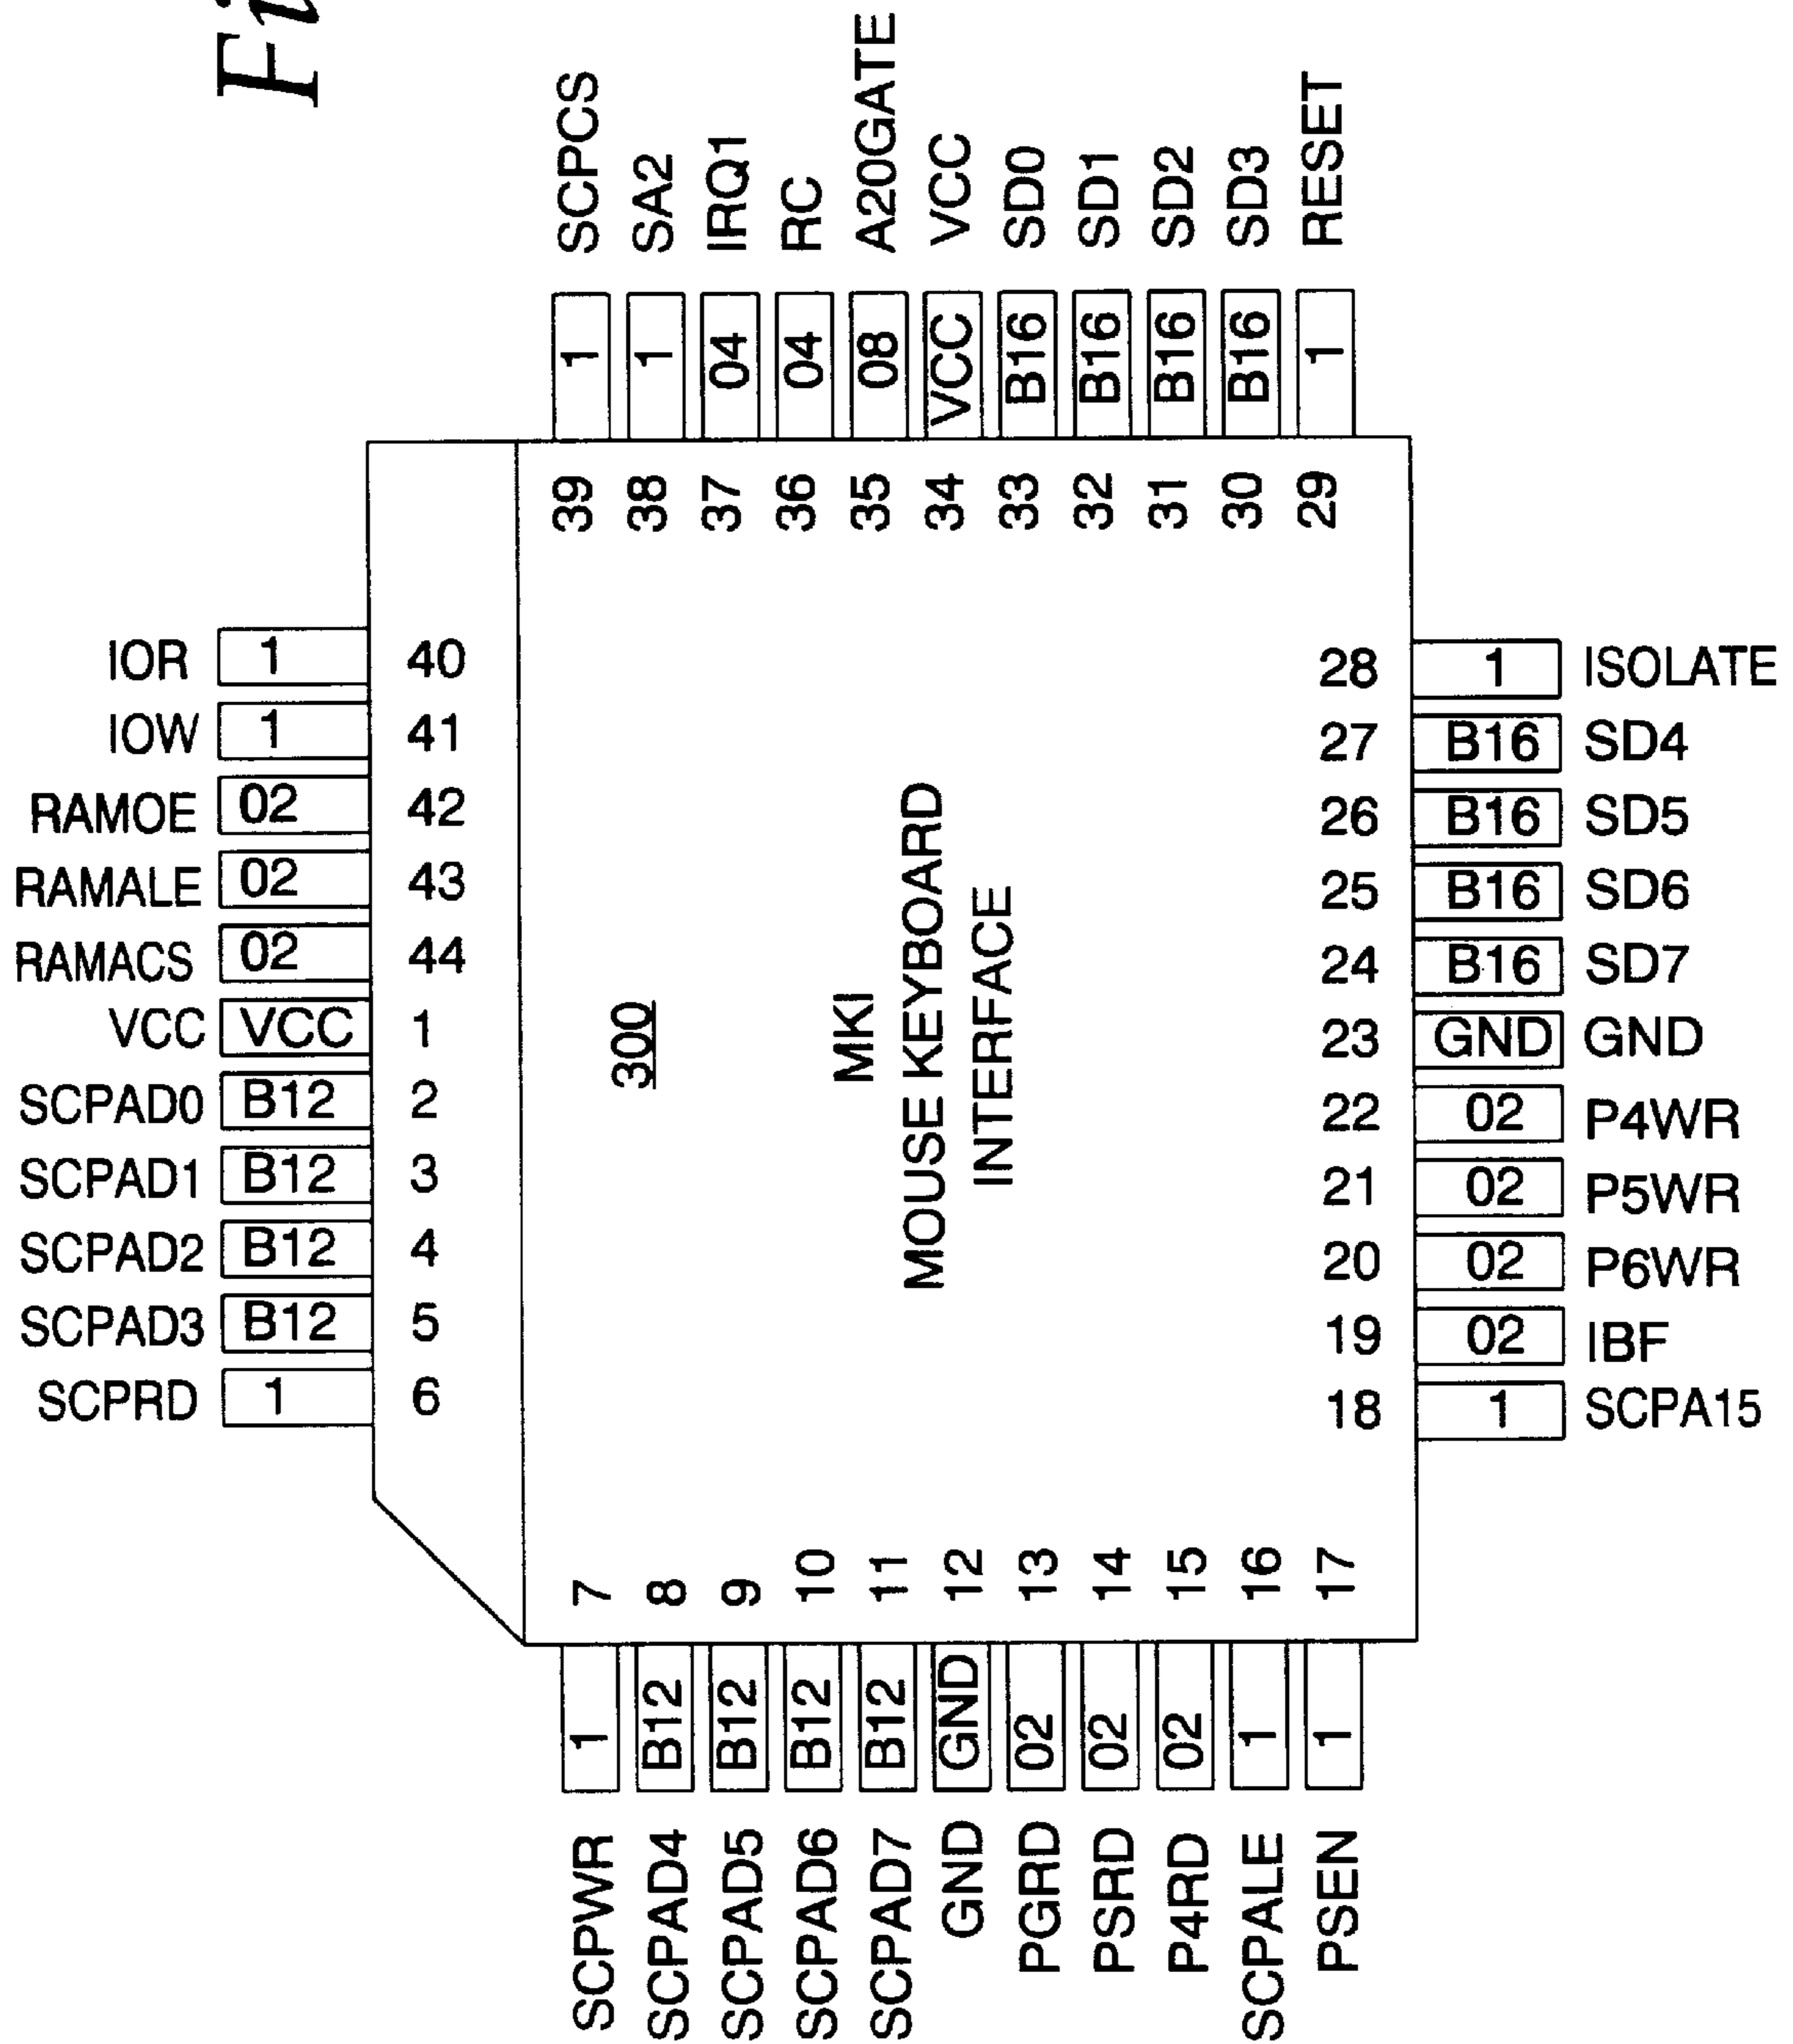 Fi
SCPCS
SA2
IRQ1
RC
A20GATE
VCC
SD0
SD1
SD2
SD3
RESET
1
1
04
04
08
VCC
B16
B16
B16
B16
1
39
38
37
36
35
34
33
32
31
30
29
IOR 1 40
IOW 1 41
RAMOE 02 42
RAMALE 02 43
RAMACS 02 44
VCC VCC 1
SCPAD0 B12 2
SCPAD1 B12 3
SCPAD2 B12 4
SCPAD3 B12 5
SCPRD 1 6
300
MKI
MOUSE KEYBOARD
INTERFACE
28 1 ISOLATE
27 B16 SD4
26 B16 SD5
25 B16 SD6
24 B16 SD7
23 GND GND
22 02 P4WR
21 02 P5WR
20 02 P6WR
19 02 IBF
18 1 SCPA15
7
8
9
10
11
12
13
14
15
16
17
1
B12
B12
B12
B12
GND
02
02
02
1
1
SCPWR
SCPAD4
SCPAD5
SCPAD6
SCPAD7
GND
PGRD
PSRD
P4RD
SCPALE
PSEN